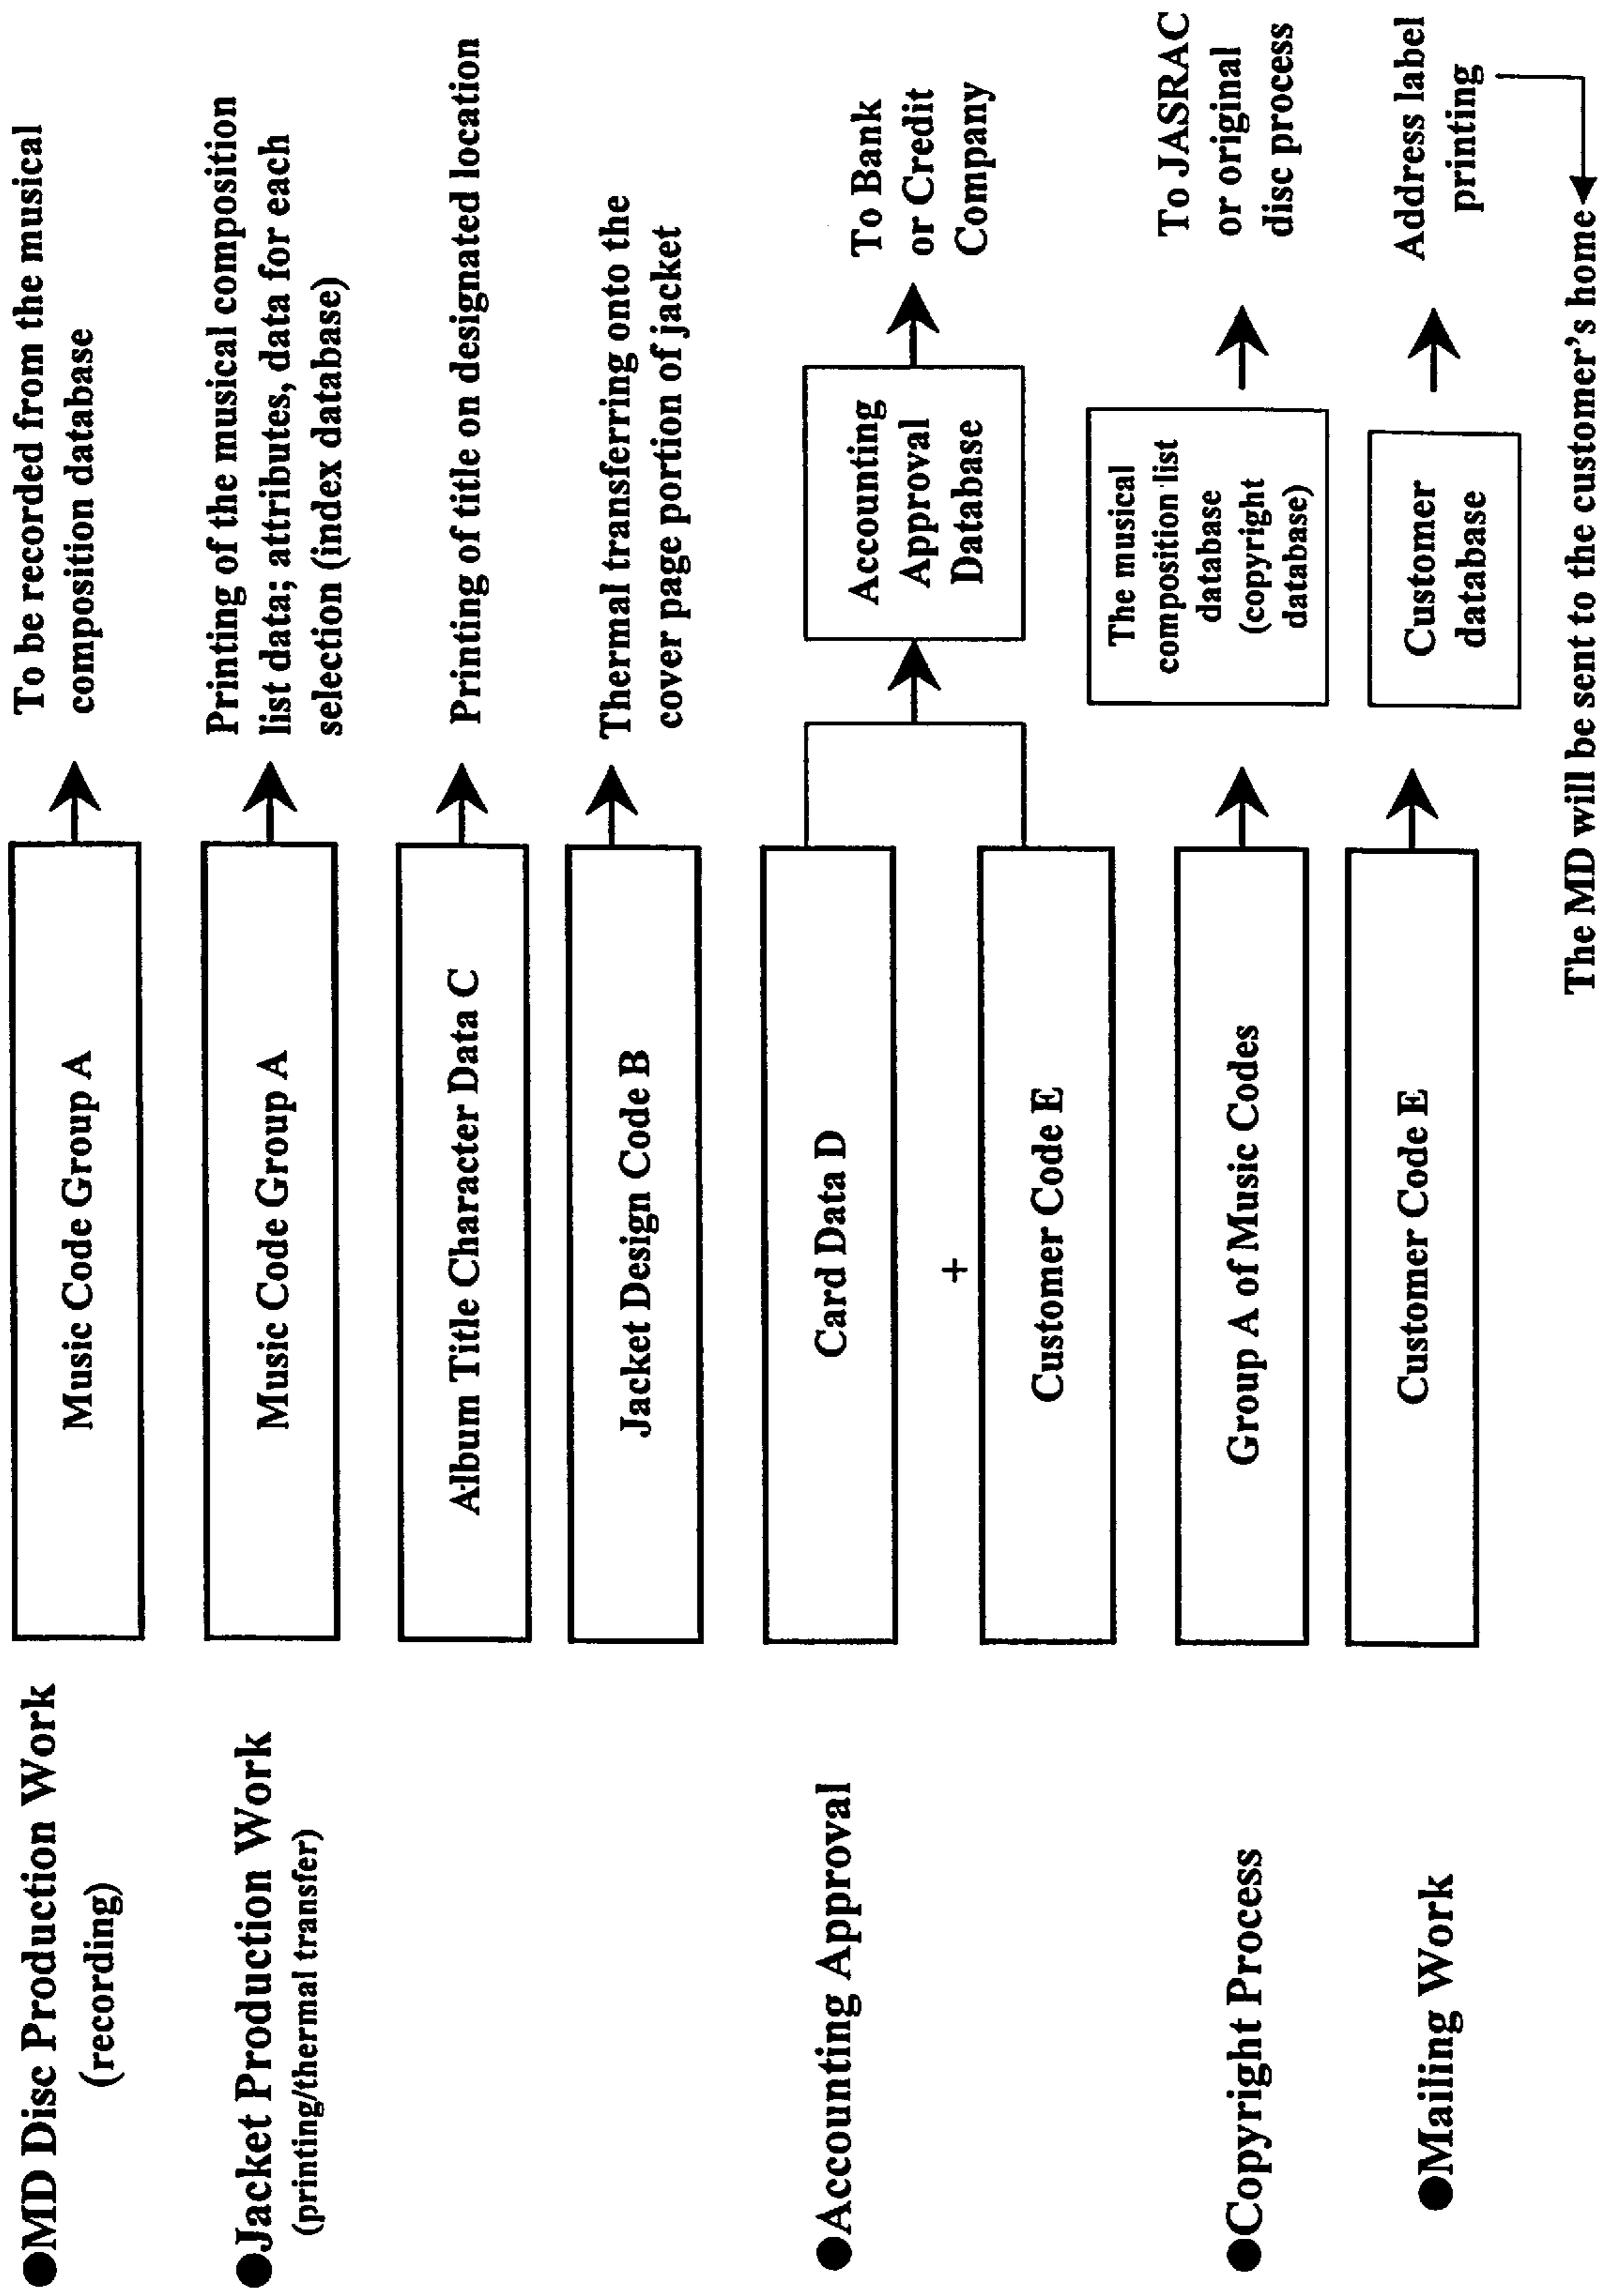 ●MD Disc Production Work
(recording)
Music Code Group A
To be recorded from the musical
composition database
●Jacket Production Work
(printing/thermal transfer)
Music Code Group A
Printing of the musical composition
list data; attributes, data for each
selection (index database)
Album Title Character Data C
Printing of title on designated location
Jacket Design Code B
Thermal transferring onto the
cover page portion of jacket
●Accounting Approval
Card Data D
+
Customer Code E
Accounting
Approval
Database
To Bank
or Credit
Company
●Copyright Process
Group A of Music Codes
The musical
composition list
database
(copyright
database)
To JASRAC
or original
disc process
●Mailing Work
Customer Code E
Customer
database
Address label
printing
The MD will be sent to the customer's home